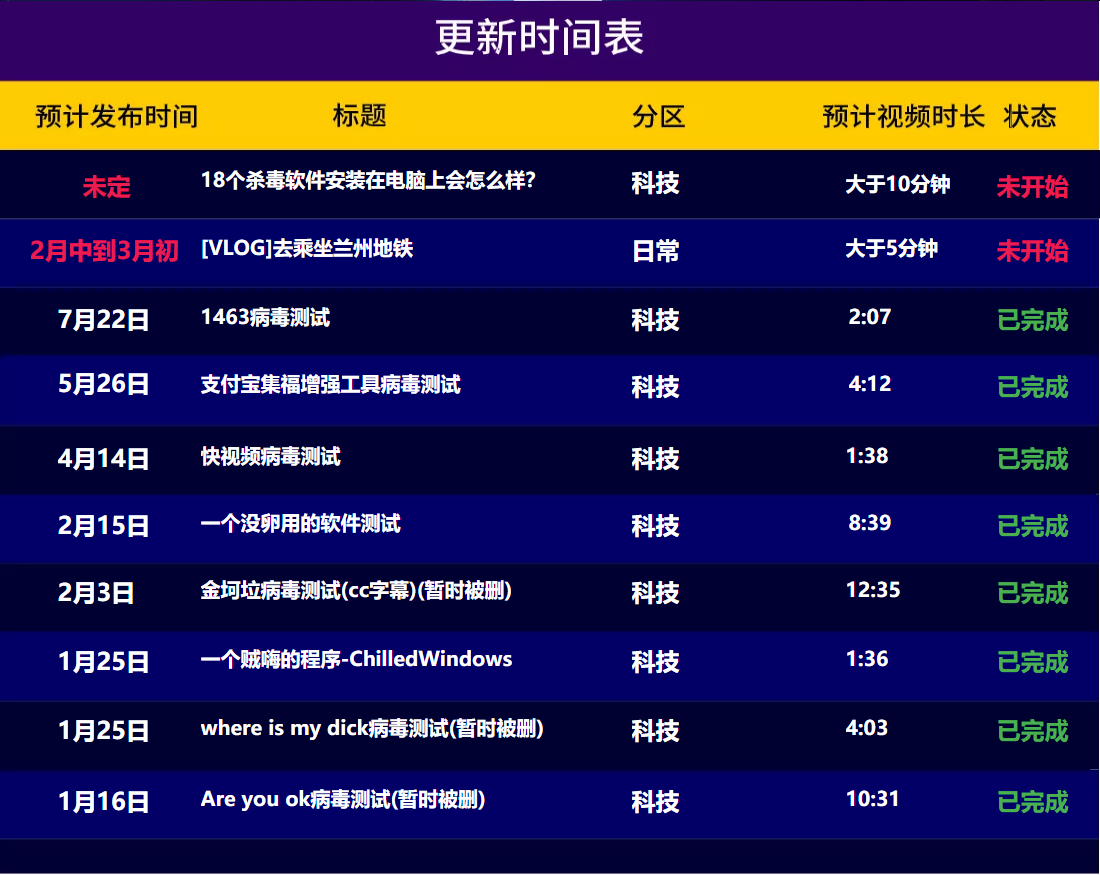 更新时间表
预计发布时间 标题 分区 预计视频时长 状态
未定 18个杀毒软件安装在电脑上会怎么样? 科技 大于10分钟 未开始
2月中到3月初 [VLOG]去乘坐兰州地铁 日常 大于5分钟 未开始
7月22日 1463病毒测试 科技 2:07 已完成
5月26日 支付宝集福增强工具病毒测试 科技 4:12 已完成
4月14日 快视频病毒测试 科技 1:38 已完成
2月15日 一个没卵用的软件测试 科技 8:39 已完成
2月3日 金坷垃病毒测试(cc字幕)(暂时被删) 科技 12:35 已完成
1月25日 一个贼嗨的程序-ChilledWindows 科技 1:36 已完成
1月25日 where is my dick病毒测试(暂时被删) 科技 4:03 已完成
1月16日 Are you ok病毒测试(暂时被删) 科技 10:31 已完成